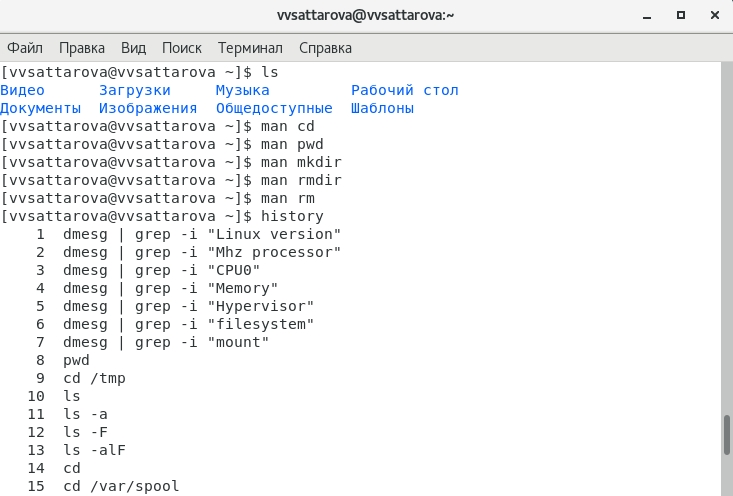 vvsattarova@vvsattarova:~
Файл Правка Вид Поиск Терминал Справка
[vvsattarova@vvsattarova ~]$ ls
Видео Загрузки Музыка Рабочий стол
Документы Изображения Общедоступные Шаблоны
[vvsattarova@vvsattarova ~]$ man cd
[vvsattarova@vvsattarova ~]$ man pwd
[vvsattarova@vvsattarova ~]$ man mkdir
[vvsattarova@vvsattarova ~]$ man rmdir
[vvsattarova@vvsattarova ~]$ man rm
[vvsattarova@vvsattarova ~]$ history
1 dmesg | grep -i "Linux version"
2 dmesg | grep -i "Mhz processor"
3 dmesg | grep -i "CPU0"
4 dmesg | grep -i "Memory"
5 dmesg | grep -i "Hypervisor"
6 dmesg | grep -i "filesystem"
7 dmesg | grep -i "mount"
8 pwd
9 cd /tmp
10 ls
11 ls -a
12 ls -F
13 ls -alF
14 cd
15 cd /var/spool